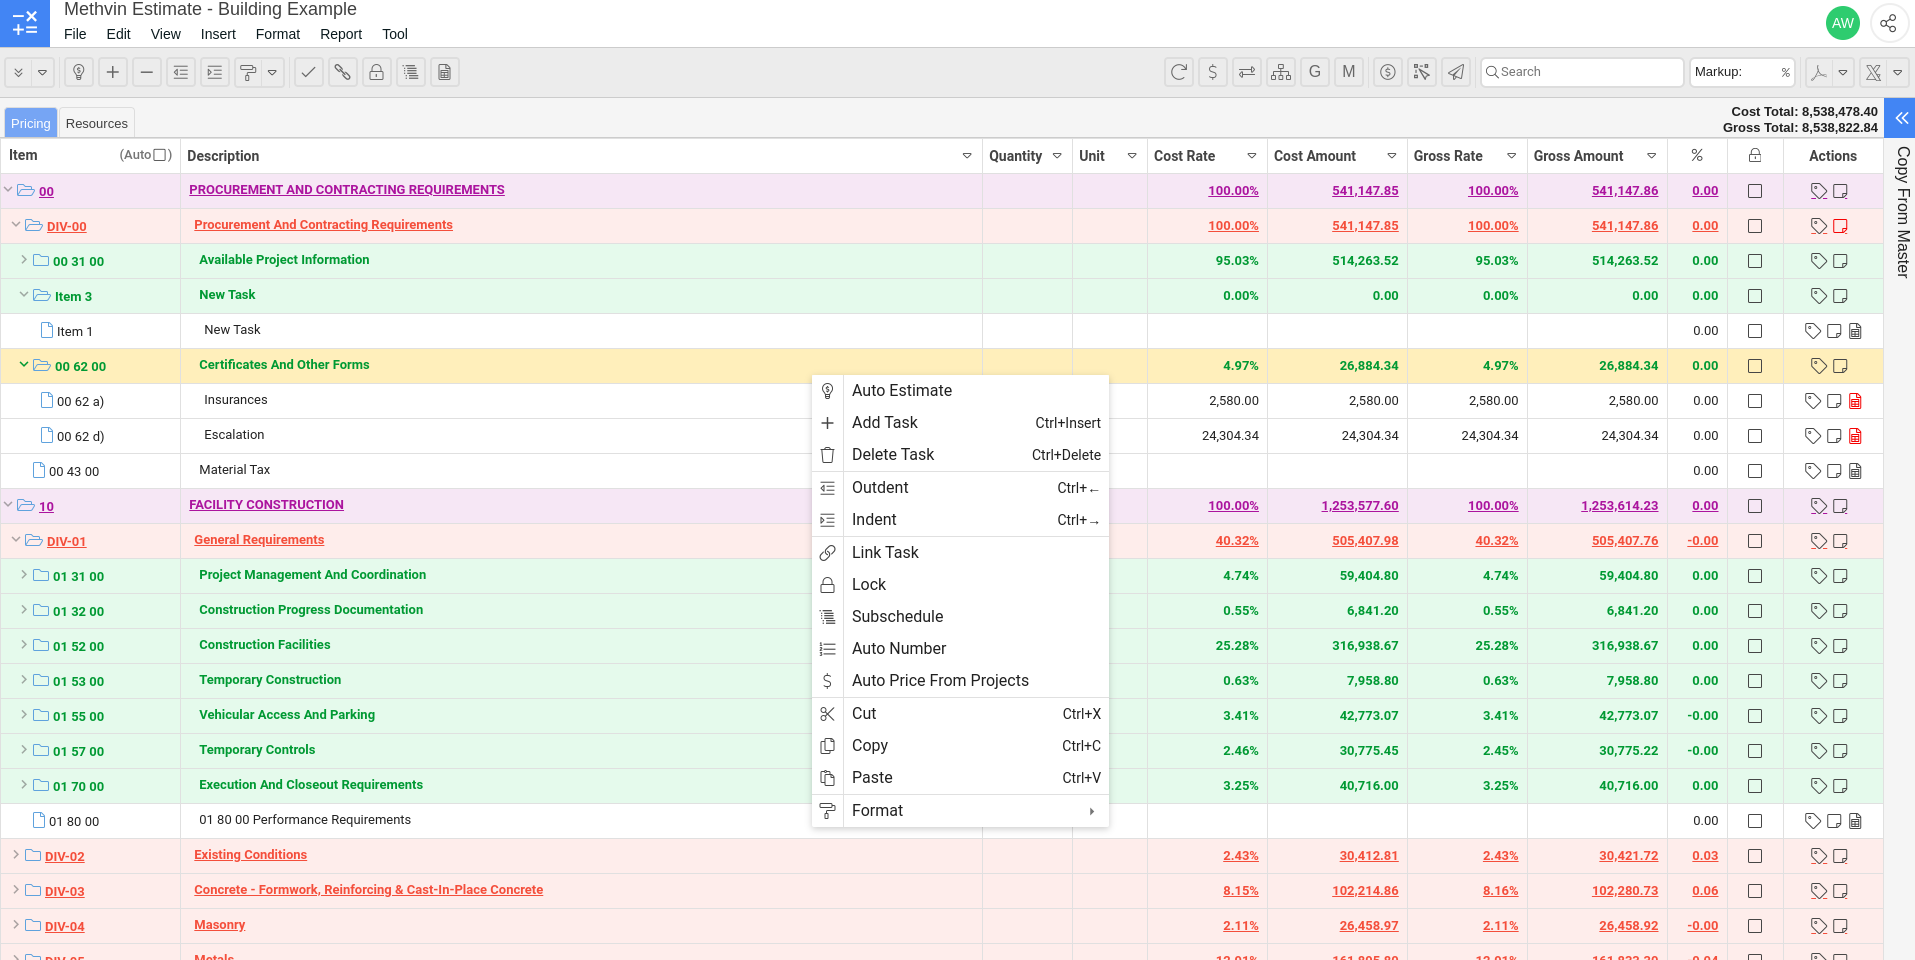 Methvin Estimate - Building Example
File Edit View Insert Format Report Tool
AW
G M Search Markup: %
Pricing Resources
Cost Total: 8,538,478.40
Gross Total: 8,538,822.84
Copy From Master
Item (Auto ) Description Quantity Unit Cost Rate Cost Amount Gross Rate Gross Amount % Actions
00 PROCUREMENT AND CONTRACTING REQUIREMENTS 100.00% 541,147.85 100.00% 541,147.86 0.00
DIV-00 Procurement And Contracting Requirements 100.00% 541,147.85 100.00% 541,147.86 0.00
00 31 00 Available Project Information 95.03% 514,263.52 95.03% 514,263.52 0.00
Item 3 New Task 0.00% 0.00 0.00% 0.00 0.00
Item 1 New Task 0.00
00 62 00 Certificates And Other Forms 4.97% 26,884.34 4.97% 26,884.34 0.00
00 62 a) Insurances 2,580.00 2,580.00 2,580.00 2,580.00 0.00
00 62 d) Escalation 24,304.34 24,304.34 24,304.34 24,304.34 0.00
00 43 00 Material Tax 0.00
10 FACILITY CONSTRUCTION 100.00% 1,253,577.60 100.00% 1,253,614.23 0.00
DIV-01 General Requirements 40.32% 505,407.98 40.32% 505,407.76 -0.00
01 31 00 Project Management And Coordination 4.74% 59,404.80 4.74% 59,404.80 0.00
01 32 00 Construction Progress Documentation 0.55% 6,841.20 0.55% 6,841.20 0.00
01 52 00 Construction Facilities 25.28% 316,938.67 25.28% 316,938.67 0.00
01 53 00 Temporary Construction 0.63% 7,958.80 0.63% 7,958.80 0.00
01 55 00 Vehicular Access And Parking 3.41% 42,773.07 3.41% 42,773.07 -0.00
01 57 00 Temporary Controls 2.46% 30,775.45 2.45% 30,775.22 -0.00
01 70 00 Execution And Closeout Requirements 3.25% 40,716.00 3.25% 40,716.00 0.00
01 80 00 01 80 00 Performance Requirements 0.00
DIV-02 Existing Conditions 2.43% 30,412.81 2.43% 30,421.72 0.03
DIV-03 Concrete - Formwork, Reinforcing & Cast-In-Place Concrete 8.15% 102,214.86 8.16% 102,280.73 0.06
DIV-04 Masonry 2.11% 26,458.97 2.11% 26,458.92 -0.00
Metals
Auto Estimate
Add Task Ctrl+Insert
Delete Task Ctrl+Delete
Outdent Ctrl+←
Indent Ctrl+→
Link Task
Lock
Subschedule
Auto Number
Auto Price From Projects
Cut Ctrl+X
Copy Ctrl+C
Paste Ctrl+V
Format